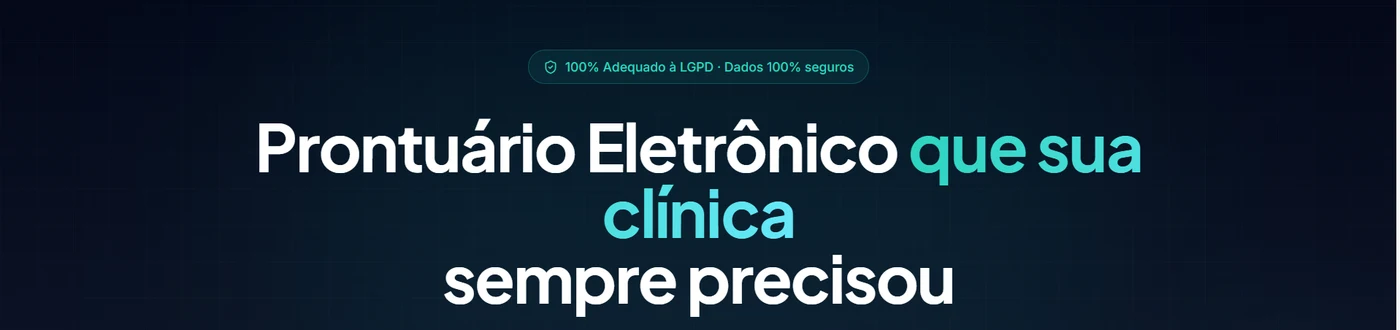 100% Adequado à LGPD · Dados 100% seguros
Prontuário Eletrônico que sua
clínica
sempre precisou